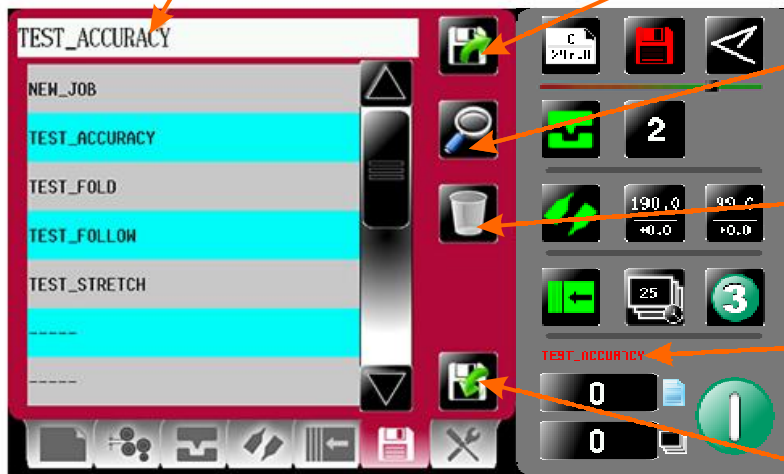 TEST_ACCURACY
NEW_JOB
TEST_ACCURACY
TEST_FOLD
TEST_FOLLOW
TEST_STRETCH
-----
-----
C
2
190.0
+0.0
+0.0
25
3
TEST_ACCURACY
0
0